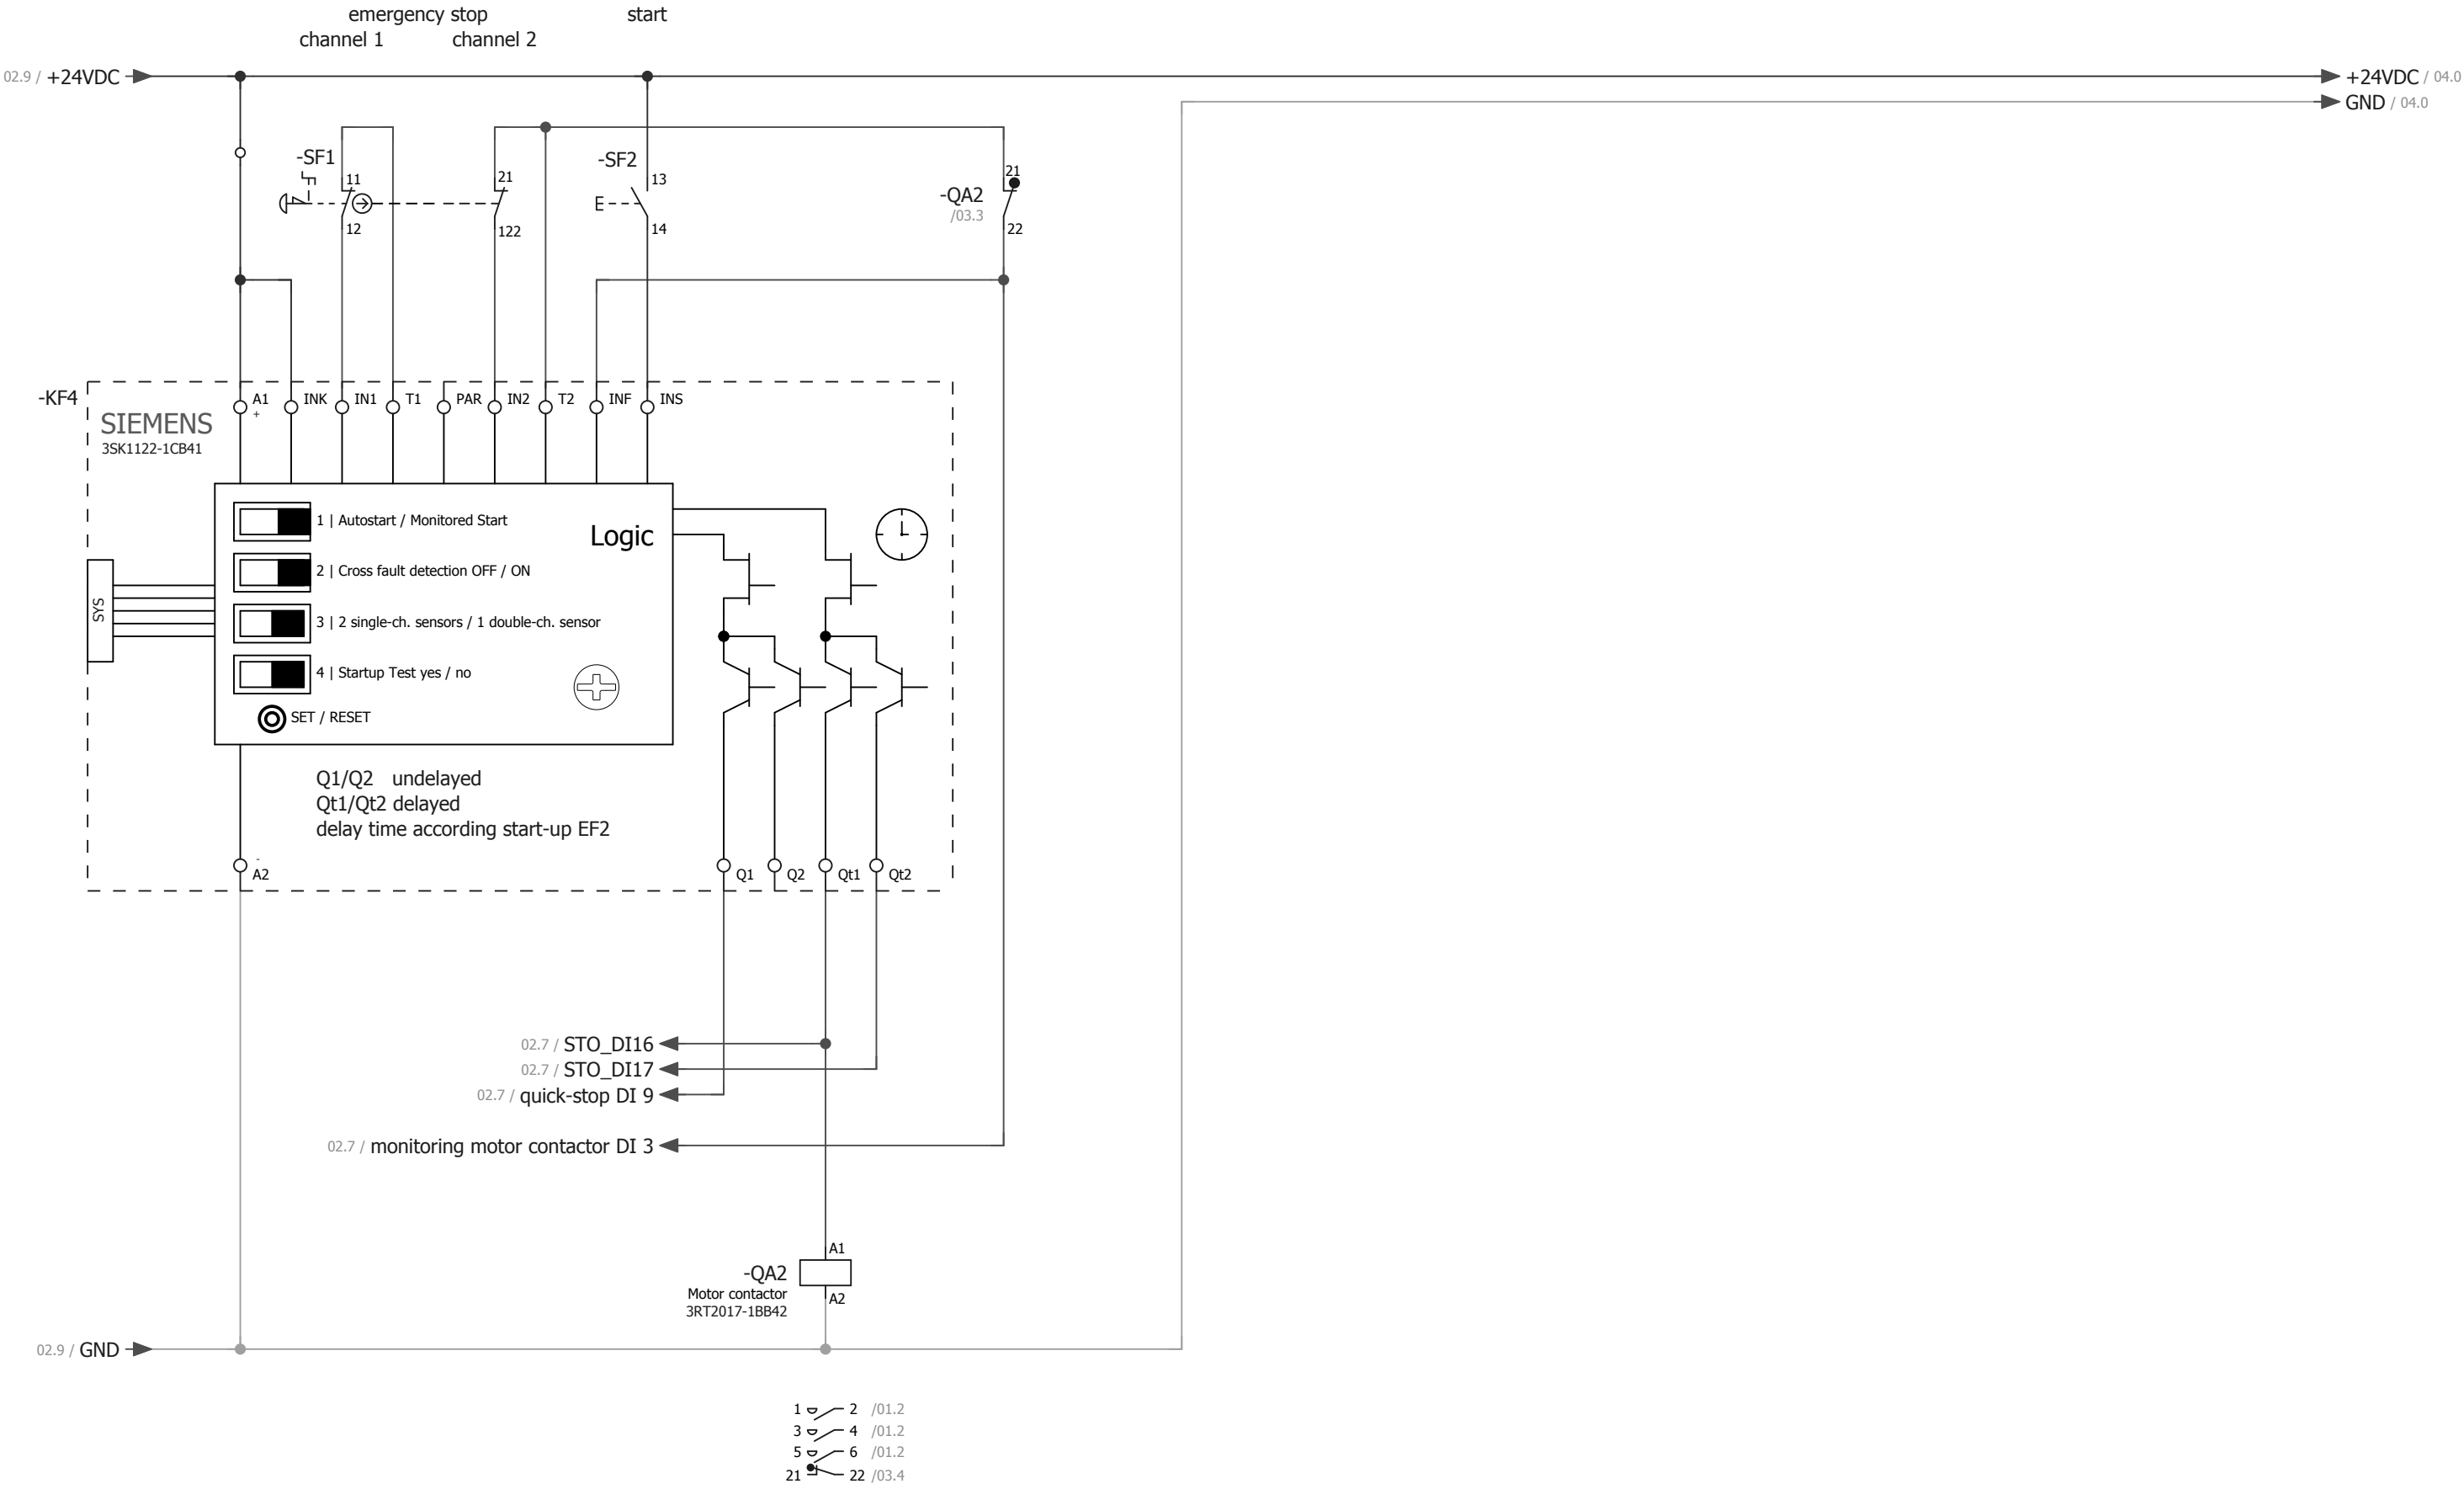 emergency stop start
channel 1 channel 2
02.9 / +24VDC
+24VDC / 04.0
GND / 04.0
-SF1
11
12
21
122
-SF2
13
14
E
-QA2
/03.3
21
22
-KF4
SIEMENS
3SK1122-1CB41
A1
+
INK
IN1
T1
PAR
IN2
T2
INF
INS
1 | Autostart / Monitored Start
2 | Cross fault detection OFF / ON
3 | 2 single-ch. sensors / 1 double-ch. sensor
4 | Startup Test yes / no
SET / RESET
Logic
SYS
Q1/Q2 undelayed
Qt1/Qt2 delayed
delay time according start-up EF2
-
A2
Q1
Q2
Qt1
Qt2
02.7 / STO_DI16
02.7 / STO_DI17
02.7 / quick-stop DI 9
02.7 / monitoring motor contactor DI 3
A1
-QA2
Motor contactor
3RT2017-1BB42
A2
02.9 / GND
1 2 /01.2
3 4 /01.2
5 6 /01.2
21 22 /03.4